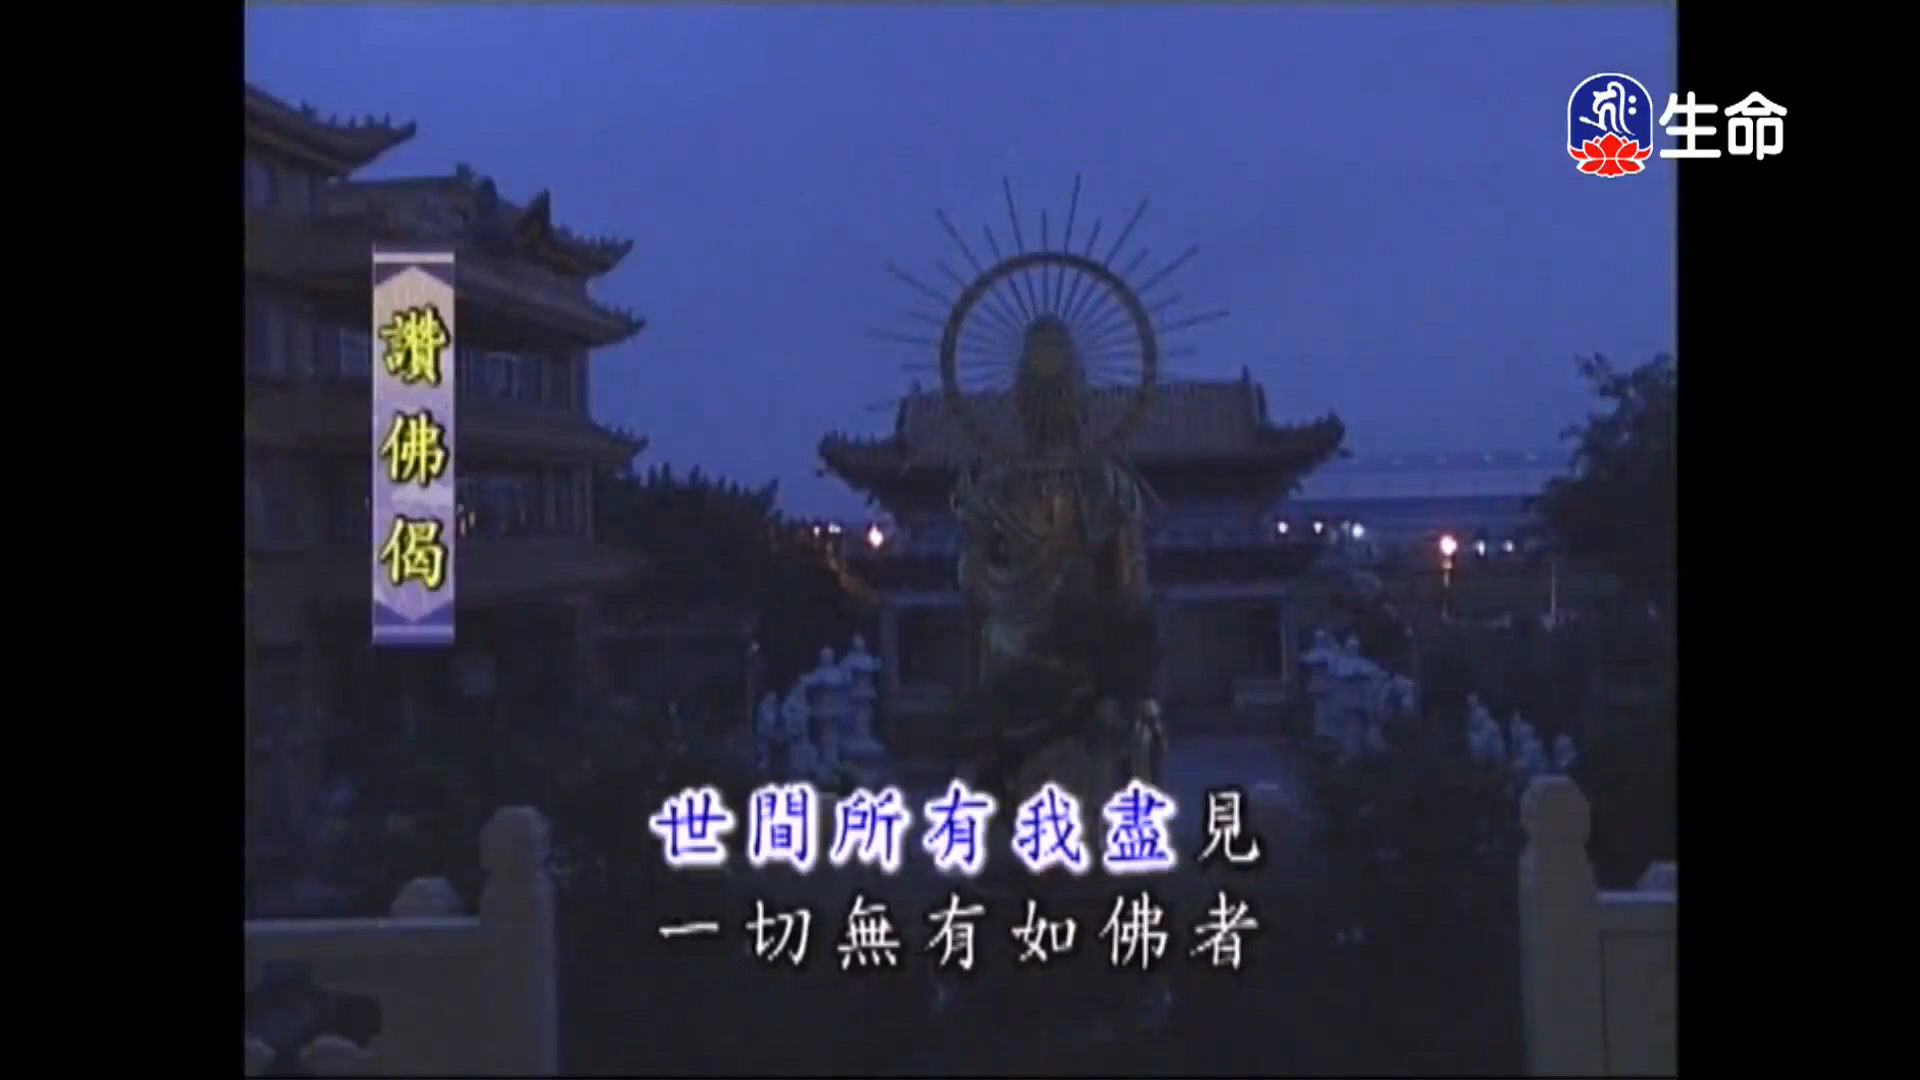 生命
讚佛偈
世間所有我盡見
一切無有如佛者